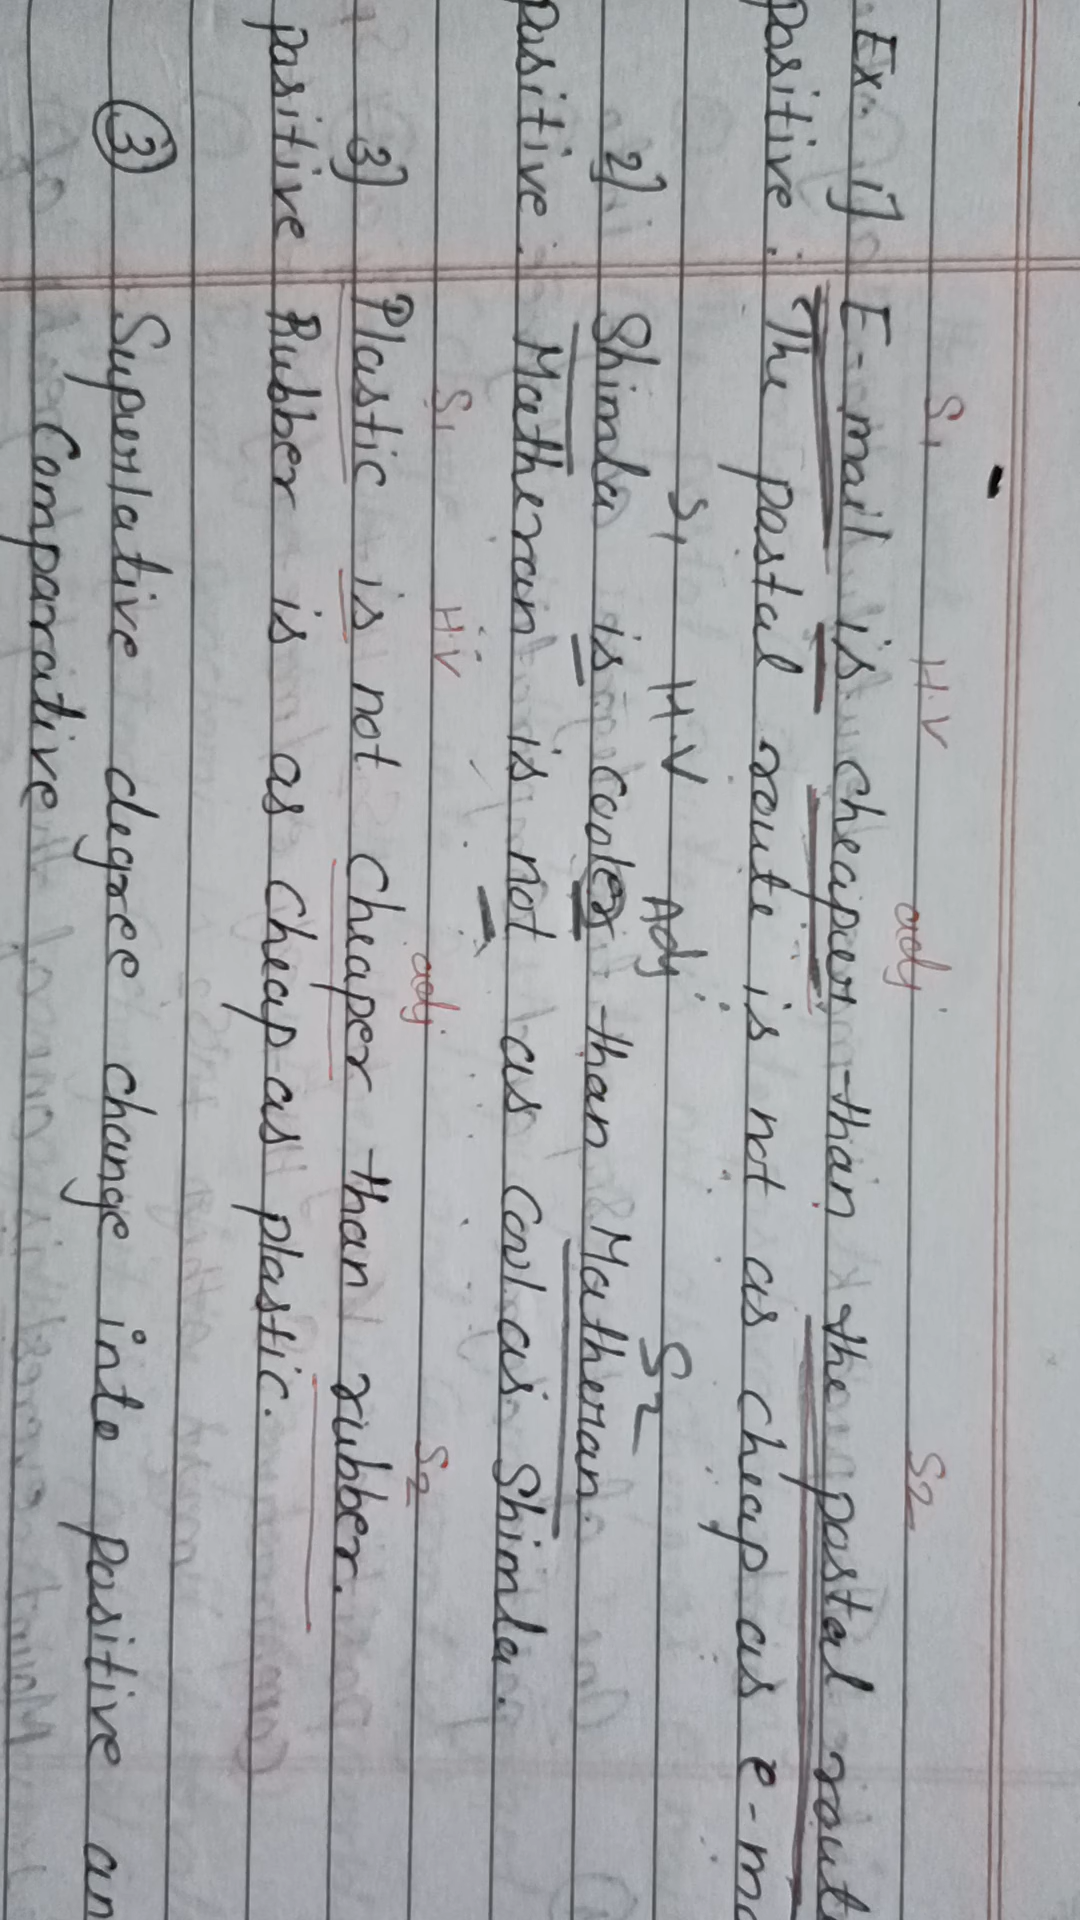 S1 H.V adj. S2
Ex. 1] E-mail is cheaper than the postal rout
positive : The postal route is not as cheap as e-ma
S1 H.V Adj S2
2] Shimla is cooler than Matheran.
positive : Matheran is not as cool as Shimla.
S1 H.V adj. S2
3] Plastic is not cheaper than rubber.
positive Rubber is as cheap as plastic.
3 Superlative degree change into positive an
Comparative